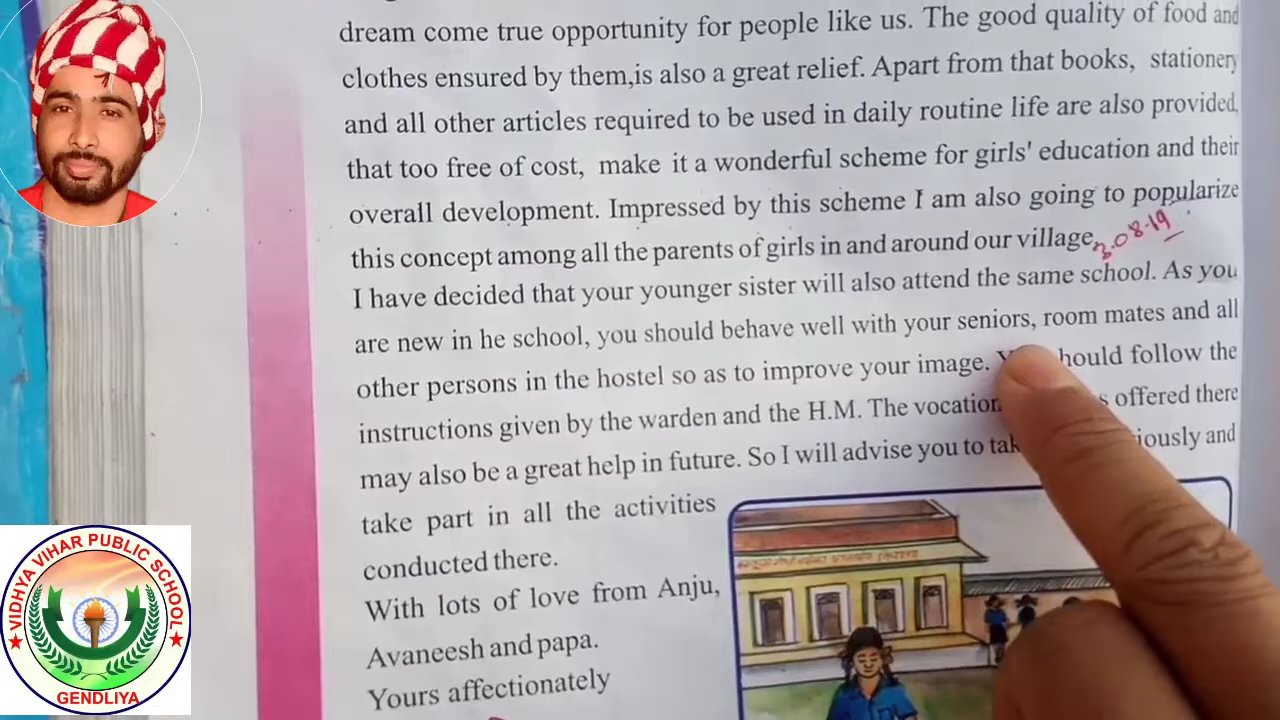 dream come true opportunity for people like us. The good quality of food and
clothes ensured by them,is also a great relief. Apart from that books, stationery
and all other articles required to be used in daily routine life are also provided,
that too free of cost, make it a wonderful scheme for girls' education and their
overall development. Impressed by this scheme I am also going to popularize
this concept among all the parents of girls in and around our village.
3.08.19
I have decided that your younger sister will also attend the same school. As you
are new in he school, you should behave well with your seniors, room mates and all
other persons in the hostel so as to improve your image. should follow the
instructions given by the warden and the H.M. The offered there
may also be a great help in future. So I will advise you to and
take part in all the activities
conducted there.
With lots of love from Anju,
Avaneesh and papa.
Yours affectionately
VIDHYA VIHAR PUBLIC SCHOOL
GENDLIYA